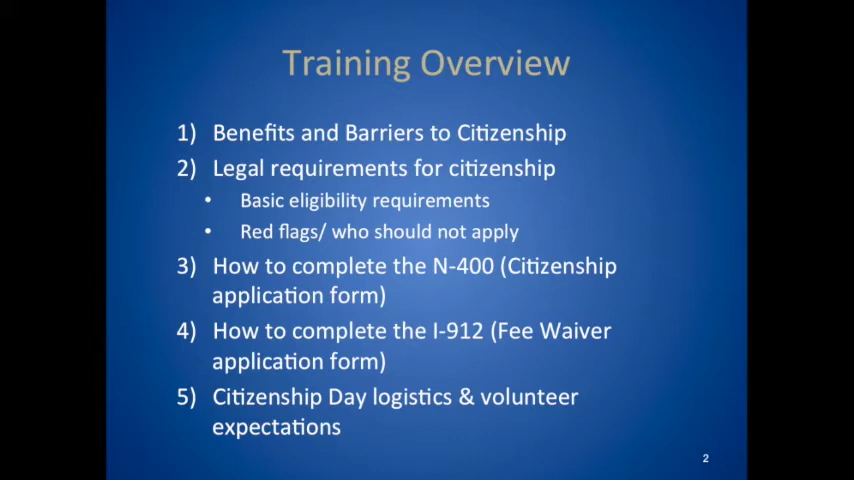 Training Overview
1) Benefits and Barriers to Citizenship
2) Legal requirements for citizenship
• Basic eligibility requirements
• Red flags/ who should not apply
3) How to complete the N-400 (Citizenship
application form)
4) How to complete the I-912 (Fee Waiver
application form)
5) Citizenship Day logistics & volunteer
expectations
2